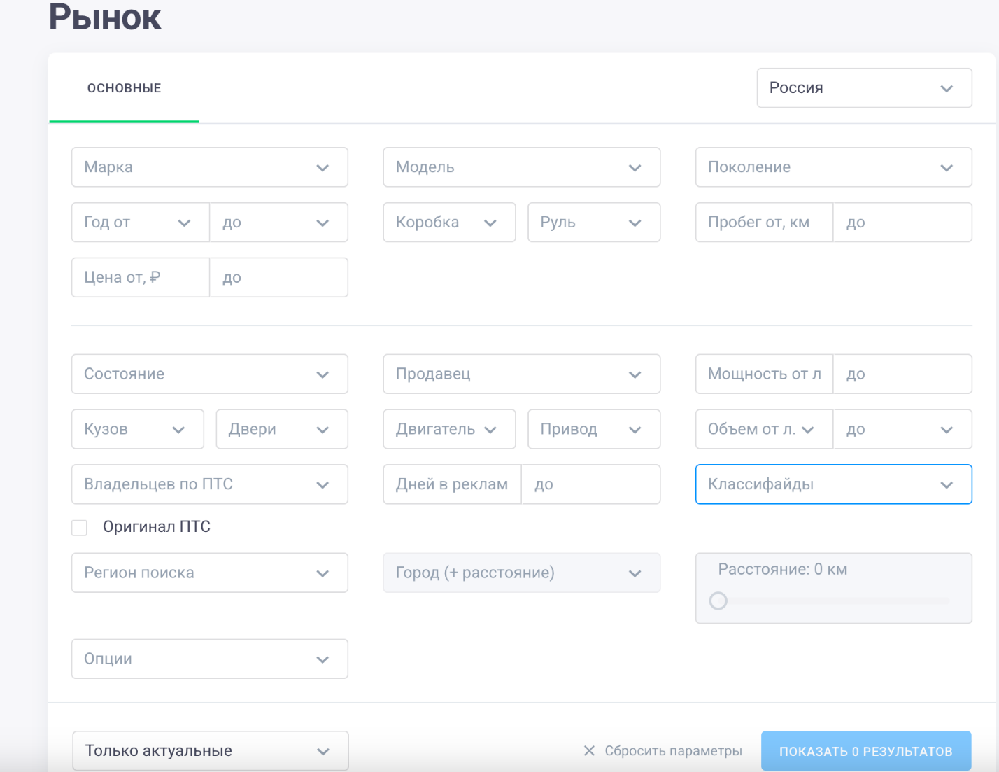 Рынок
ОСНОВНЫЕ Россия
Марка Модель Поколение
Год от до Коробка Руль Пробег от, км до
Цена от, ₽ до
Состояние Продавец Мощность от л до
Кузов Двери Двигатель Привод Объем от л. до
Владельцев по ПТС Дней в реклам до Классифайды
Оригинал ПТС
Регион поиска Город (+ расстояние) Расстояние: 0 км
Опции
Только актуальные Сбросить параметры ПОКАЗАТЬ 0 РЕЗУЛЬТАТОВ